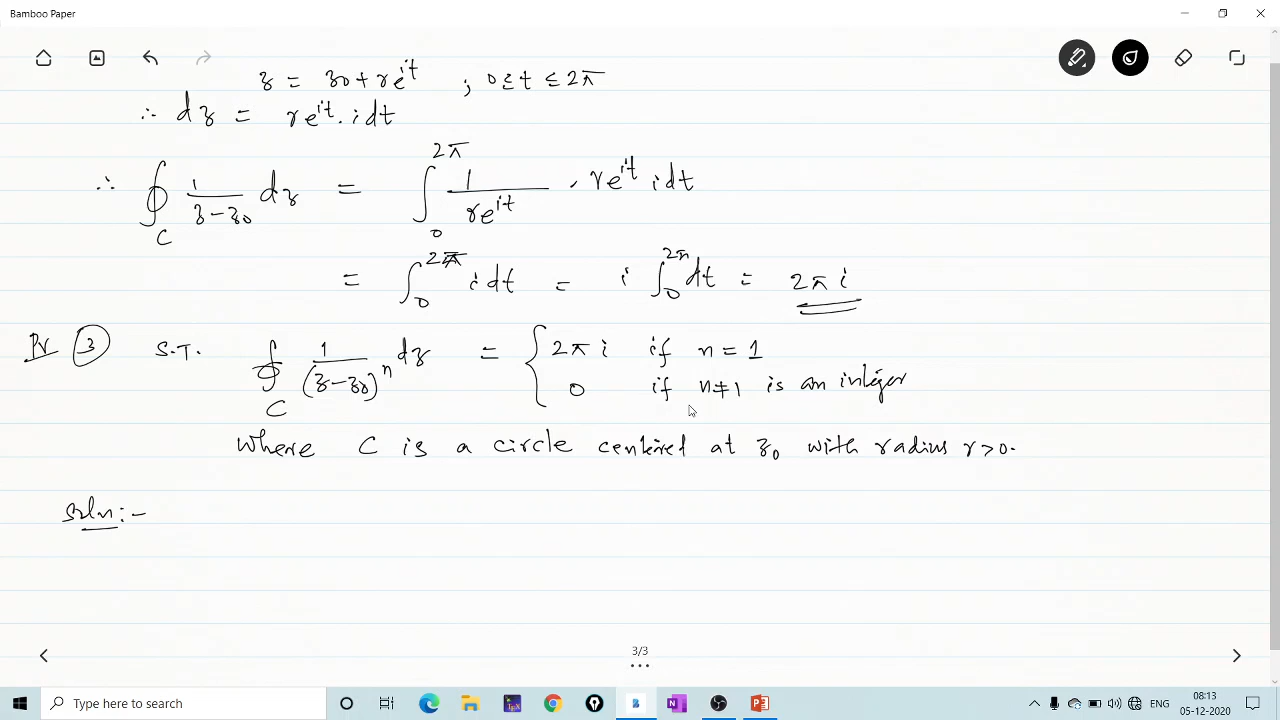 Bamboo Paper
z = z₀ + re^{it} , 0 ≤ t ≤ 2π
∴ dz = re^{it} . i dt
∴ ∮_C 1/(z-z₀) dz = ∫_0^{2π} 1/(re^{it}) . re^{it} i dt
= ∫_0^{2π} i dt = i ∫_0^{2π} dt = 2π i
Pr ③ S.T. ∮_C 1/(z-z₀)^n dz = { 2π i if n = 1
0 if n ≠ 1 is an integer
where C is a circle centered at z₀ with radius r > 0.
Soln :-
3/3
Type here to search
ENG
08:13
05-12-2020